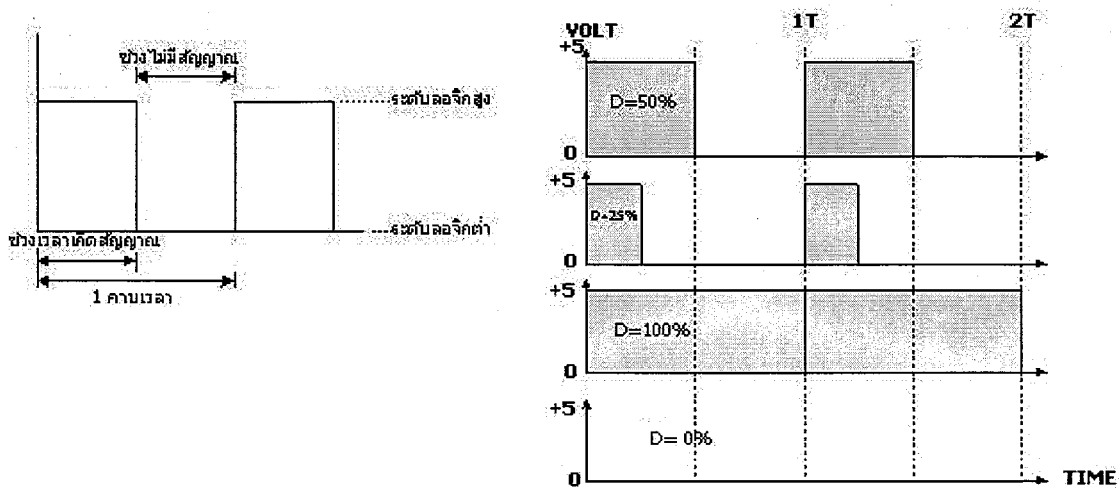 ช่วงไม่มีสัญญาณ
ระดับลอจิกสูง
ระดับลอจิกต่ำ
ช่วงเวลาเกิดสัญญาณ
1 คาบเวลา
VOLT
1T
2T
+5
D=50%
0
+5
D=25%
0
+5
D=100%
0
+5
D= 0%
0
TIME